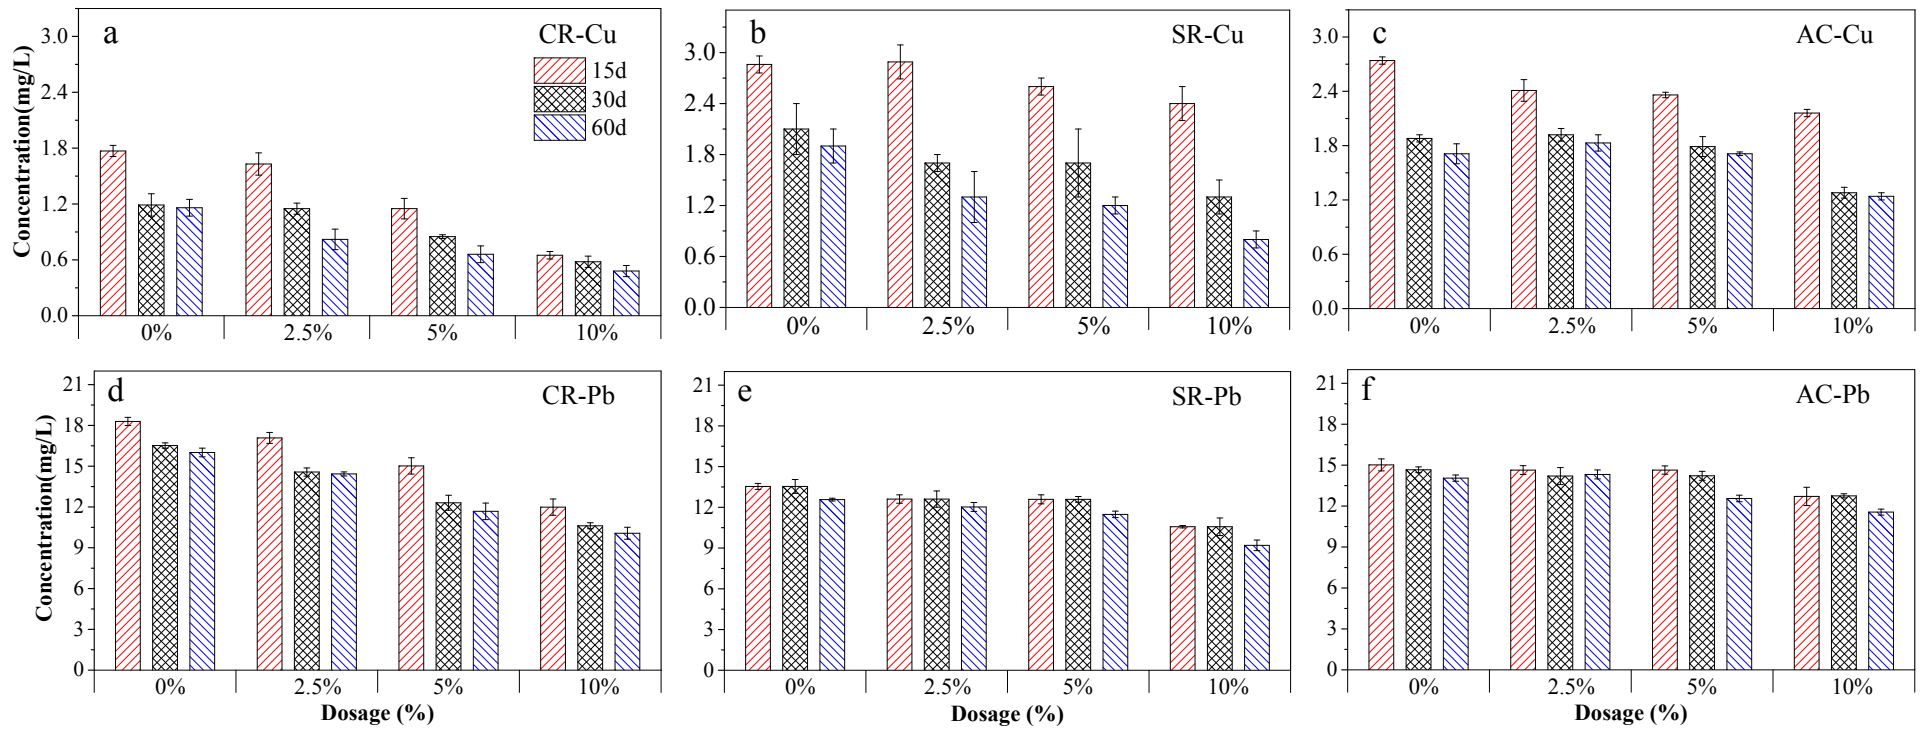 a
CR-Cu
15d
30d
60d
Concentration(mg/L)
3.0
2.4
1.8
1.2
0.6
0.0
0% 2.5% 5% 10%
b
SR-Cu
3.0
2.4
1.8
1.2
0.6
0.0
0% 2.5% 5% 10%
c
AC-Cu
3.0
2.4
1.8
1.2
0.6
0.0
0% 2.5% 5% 10%
d
CR-Pb
Concentration(mg/L)
21
18
15
12
9
6
3
0
0% 2.5% 5% 10%
Dosage (%)
e
SR-Pb
21
18
15
12
9
6
3
0
0% 2.5% 5% 10%
Dosage (%)
f
AC-Pb
21
18
15
12
9
6
3
0
0% 2.5% 5% 10%
Dosage (%)